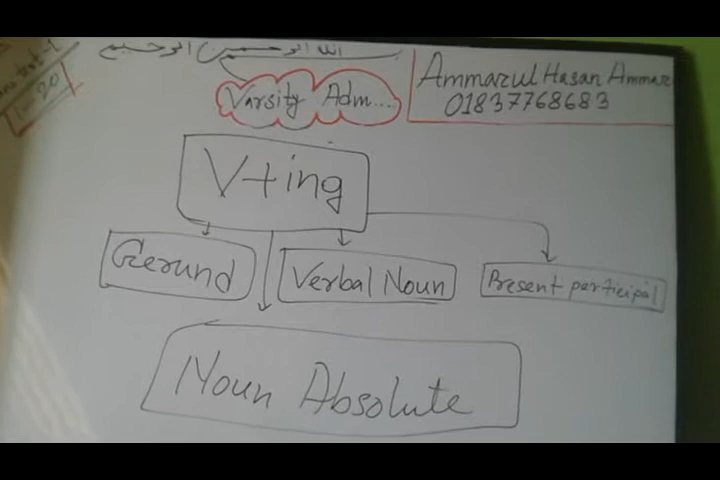 الله الرحمن الرحيم
Varsity Adm....
Ammarul Hasan Ammar
01837768683
V+ing
Gerund
Verbal Noun
Present participal
Noun Absolute